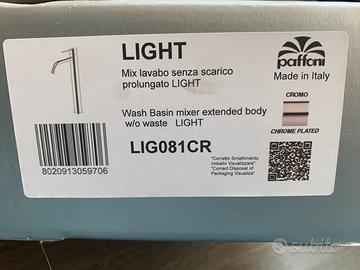 LIGHT
Mix lavabo senza scarico
prolungato LIGHT
Wash Basin mixer extended body
w/o waste LIGHT
LIG081CR
paffoni
Made in Italy
CROMO
CHROME PLATED
"Corretto Smaltimento
Imballo Visualizzare"
"Correct Disposal of
Packaging Visualize"
8020913059706
subito